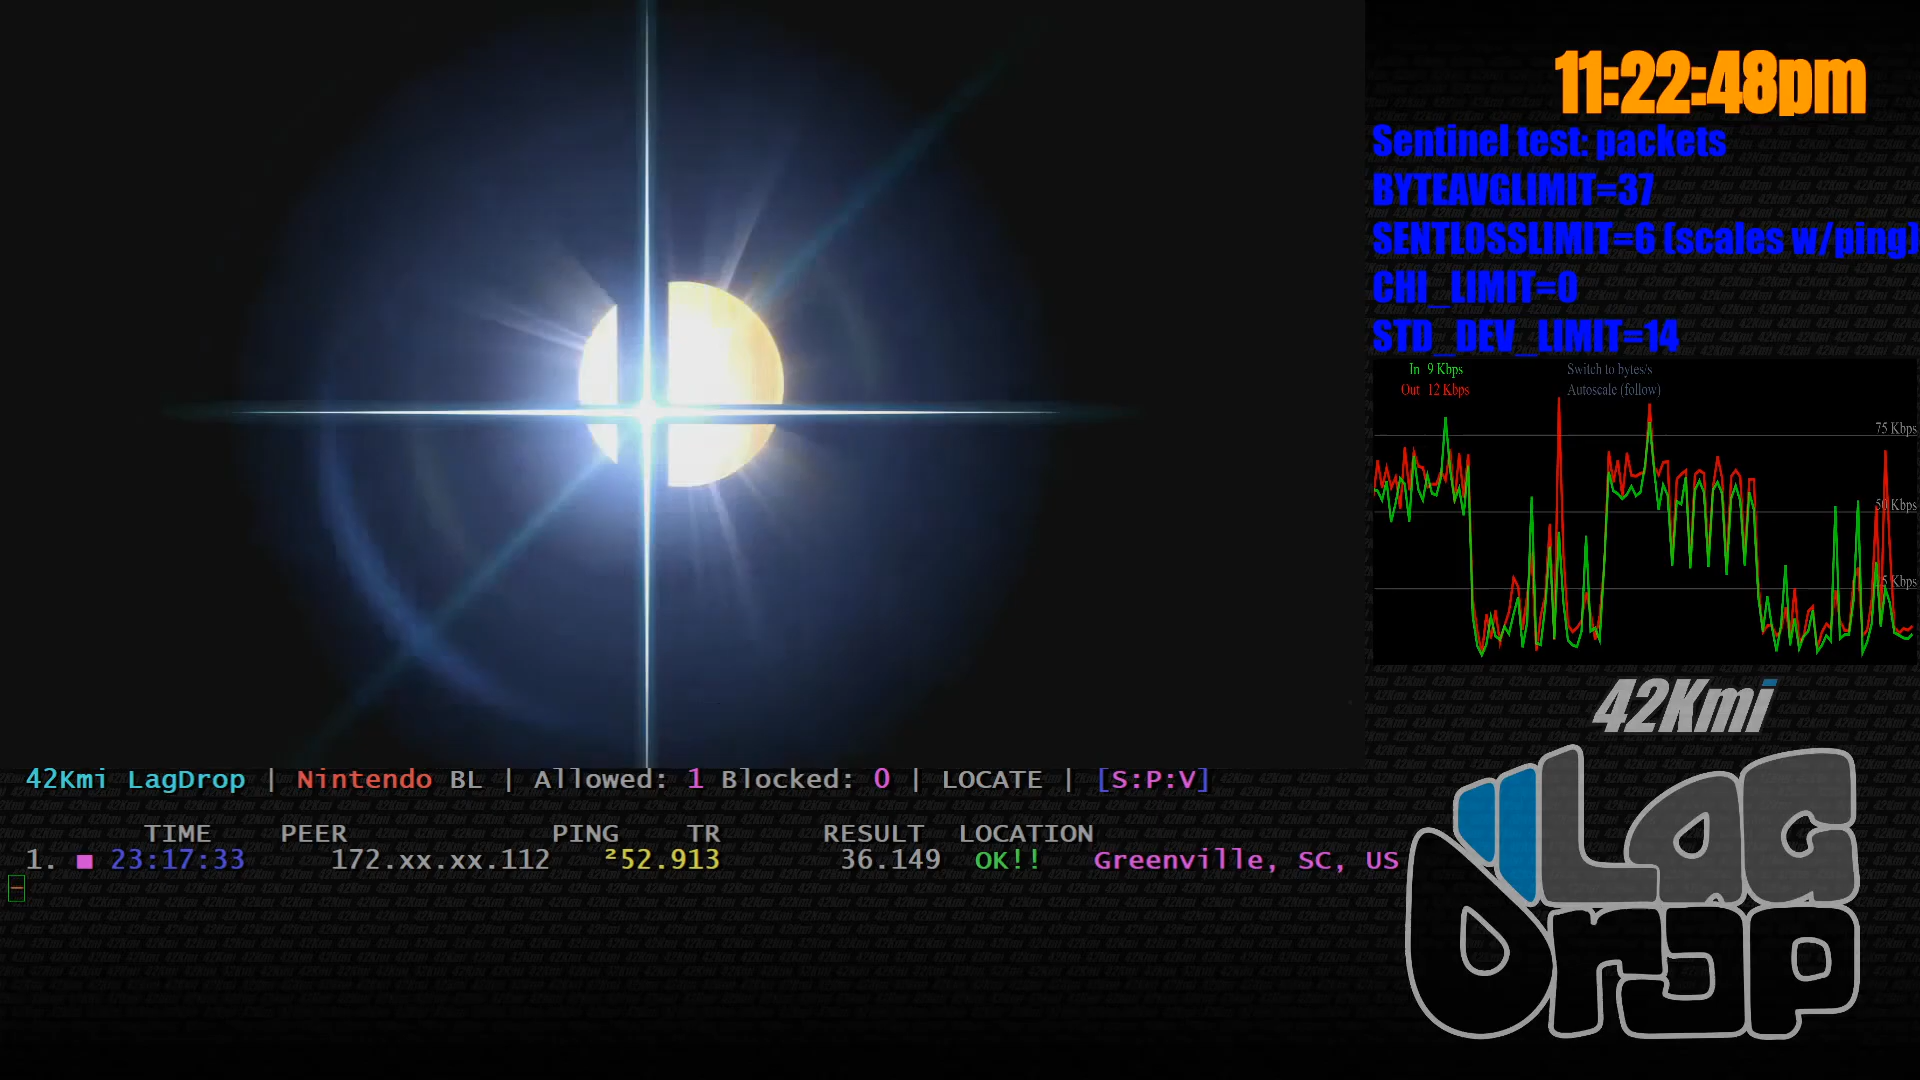 11:22:48pm
Sentinel test: packets
BYTEAVGLIMIT=37
SENTLOSSLIMIT=6 (scales w/ping)
CHI_LIMIT=0
STD_DEV_LIMIT=14
In 9 Kbps
Switch to bytes/s
Out 12 Kbps
Autoscale (follow)
75 Kbps
50 Kbps
Kbps
42Kmi
LAG
Drop
42Kmi LagDrop | Nintendo BL | Allowed: 1 Blocked: 0 | LOCATE | [S:P:V]
TIME PEER PING TR RESULT LOCATION
1. ■ 23:17:33 172.xx.xx.112 ²52.913 36.149 OK!! Greenville, SC, US